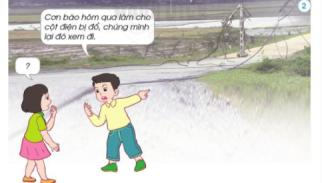 2
Cơn bão hôm qua làm cho
cột điện bị đổ, chúng mình
lại đó xem đi.
?